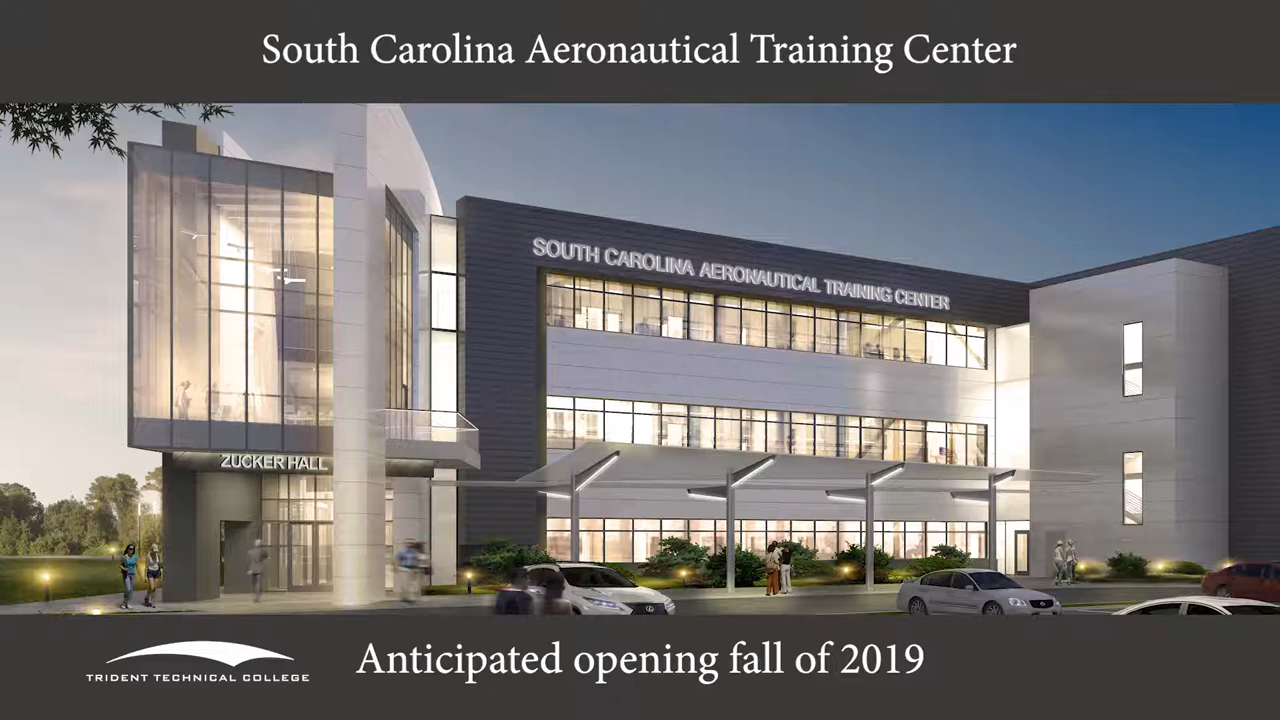 South Carolina Aeronautical Training Center
SOUTH CAROLINA AERONAUTICAL TRAINING CENTER
ZUCKER HALL
TRIDENT TECHNICAL COLLEGE
Anticipated opening fall of 2019